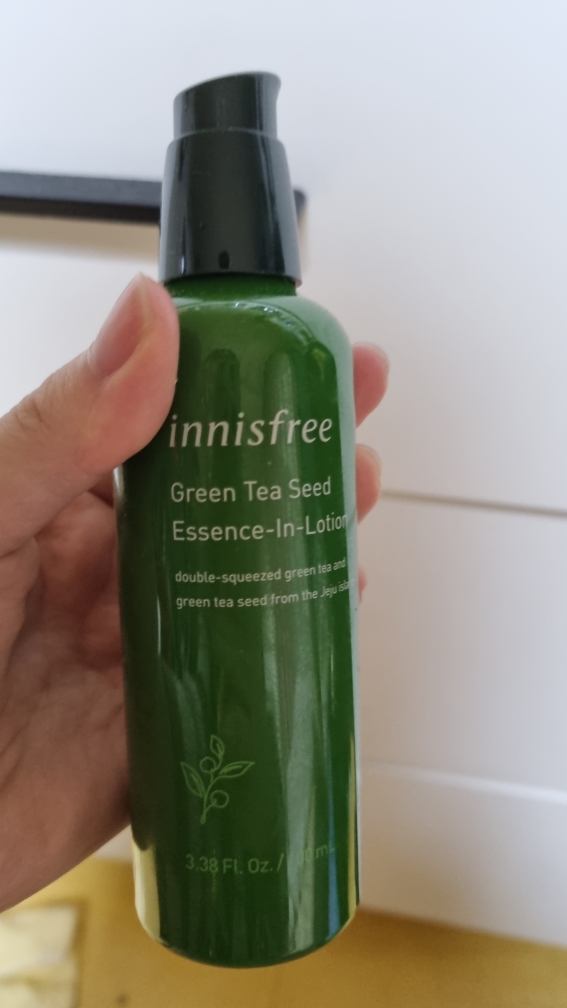 innisfree
Green Tea Seed
Essence-In-Lotion
double-squeezed green tea and
green tea seed from the Jeju
3.38 Fl. Oz. /